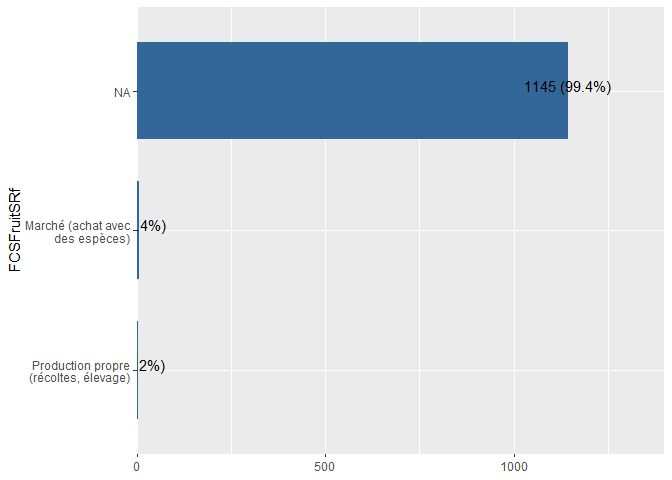 FCSFruitSRf
NA
1145 (99.4%)
Marché (achat avec
des espèces)
4%)
Production propre
(récoltes, élevage)
2%)
0
500
1000